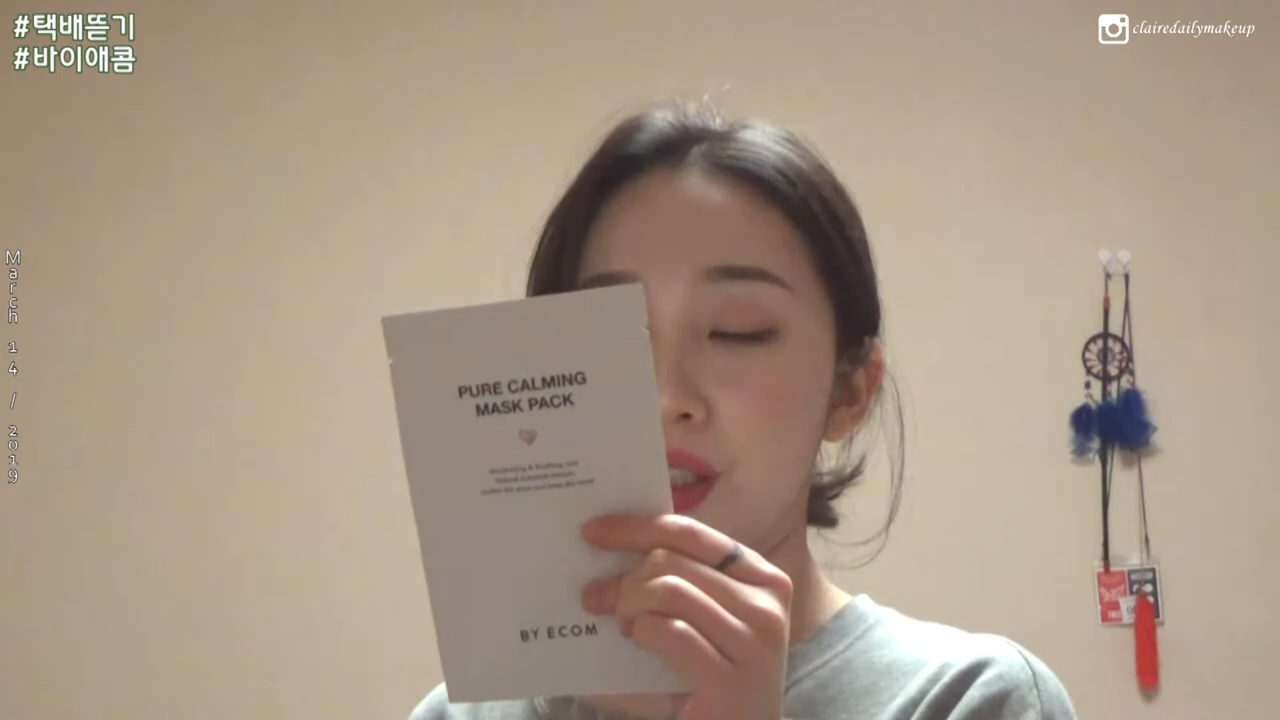 #택배뜯기
#바이애콤
clairedailymakeup
March 14 / 2019
PURE CALMING
MASK PACK
BY ECOM